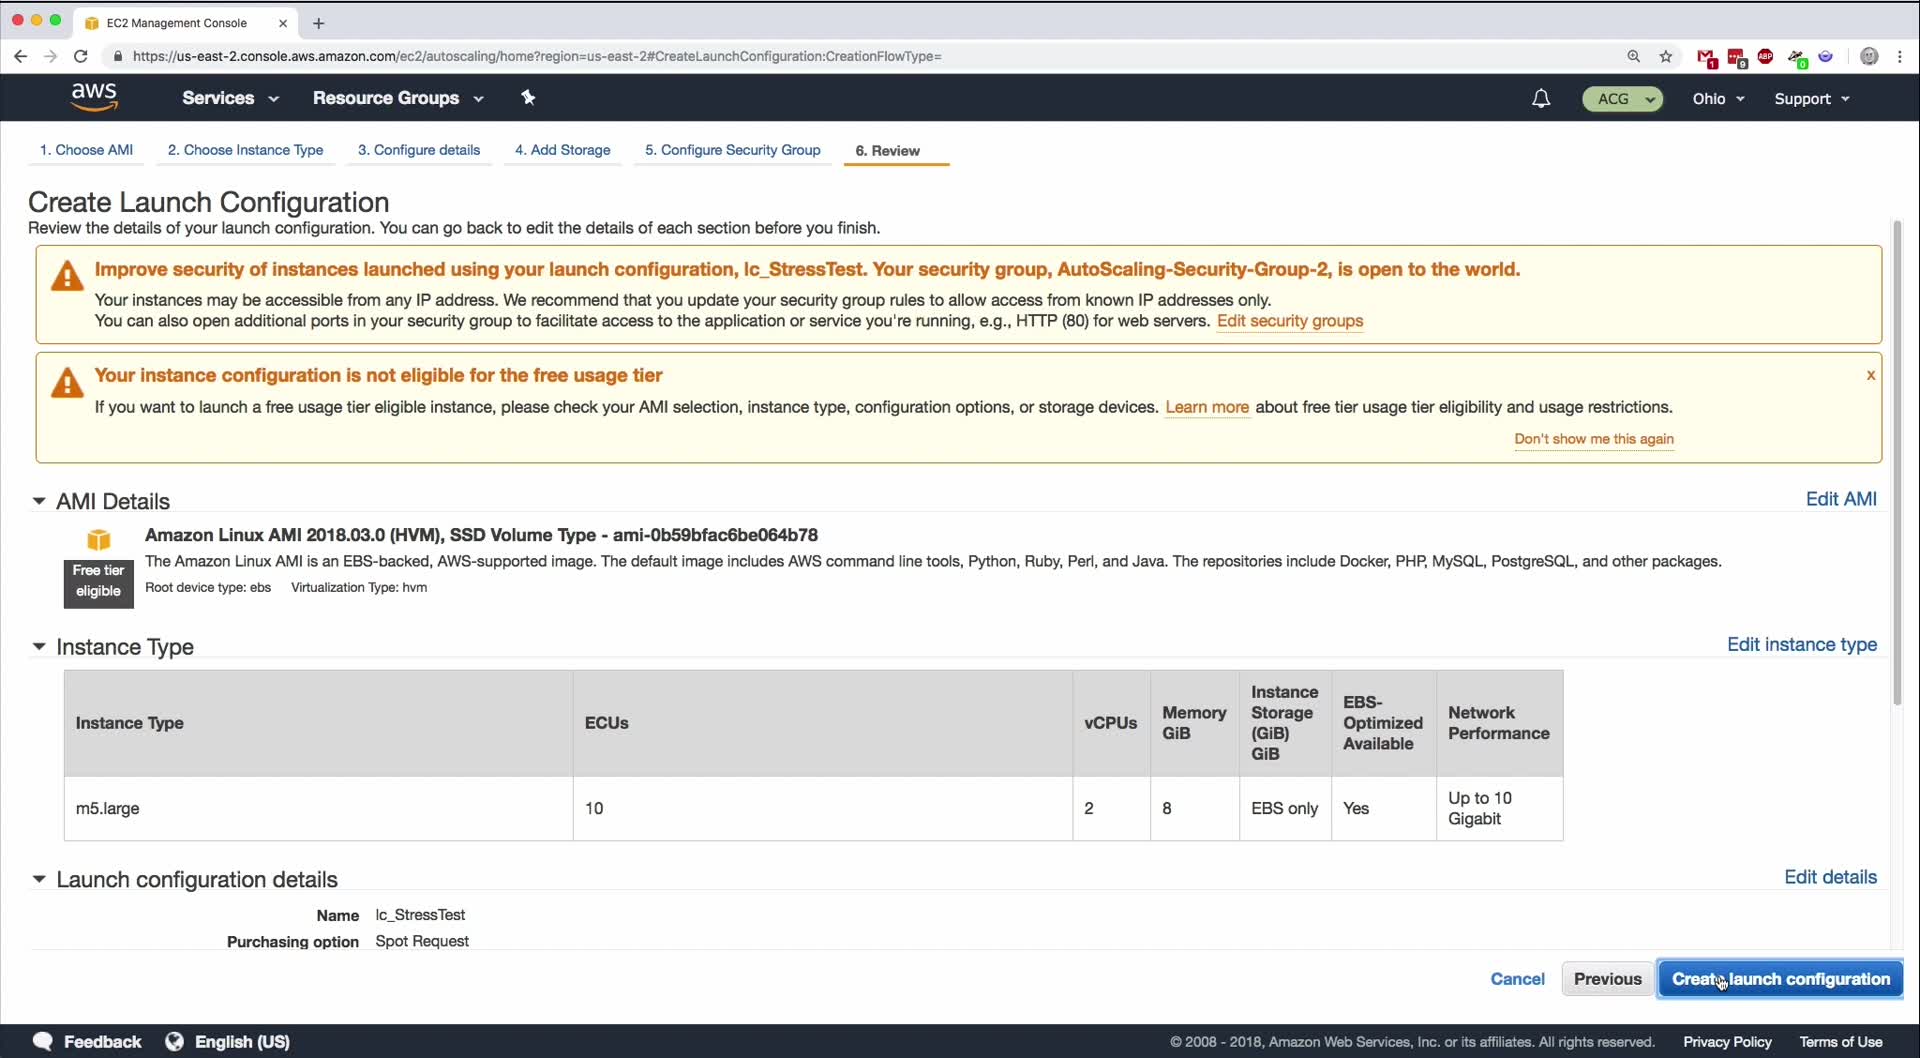 EC2 Management Console
https://us-east-2.console.aws.amazon.com/ec2/autoscaling/home?region=us-east-2#CreateLaunchConfiguration:CreationFlowType=
1
9
ABP
0
aws
Services
Resource Groups
ACG
Ohio
Support
1. Choose AMI
2. Choose Instance Type
3. Configure details
4. Add Storage
5. Configure Security Group
6. Review
Create Launch Configuration
Review the details of your launch configuration. You can go back to edit the details of each section before you finish.
Improve security of instances launched using your launch configuration, lc_StressTest. Your security group, AutoScaling-Security-Group-2, is open to the world.
Your instances may be accessible from any IP address. We recommend that you update your security group rules to allow access from known IP addresses only.
You can also open additional ports in your security group to facilitate access to the application or service you're running, e.g., HTTP (80) for web servers. Edit security groups
Your instance configuration is not eligible for the free usage tier
x
If you want to launch a free usage tier eligible instance, please check your AMI selection, instance type, configuration options, or storage devices. Learn more about free tier usage tier eligibility and usage restrictions.
Don't show me this again
AMI Details
Edit AMI
Amazon Linux AMI 2018.03.0 (HVM), SSD Volume Type - ami-0b59bfac6be064b78
Free tier
eligible
The Amazon Linux AMI is an EBS-backed, AWS-supported image. The default image includes AWS command line tools, Python, Ruby, Perl, and Java. The repositories include Docker, PHP, MySQL, PostgreSQL, and other packages.
Root device type: ebs Virtualization Type: hvm
Instance Type
Edit instance type
Instance Type
ECUs
vCPUs
Memory
GiB
Instance
Storage
(GiB)
GiB
EBS-
Optimized
Available
Network
Performance
m5.large
10
2
8
EBS only
Yes
Up to 10
Gigabit
Launch configuration details
Edit details
Name lc_StressTest
Purchasing option Spot Request
Cancel
Previous
Create launch configuration
Feedback
English (US)
© 2008 - 2018, Amazon Web Services, Inc. or its affiliates. All rights reserved.
Privacy Policy
Terms of Use